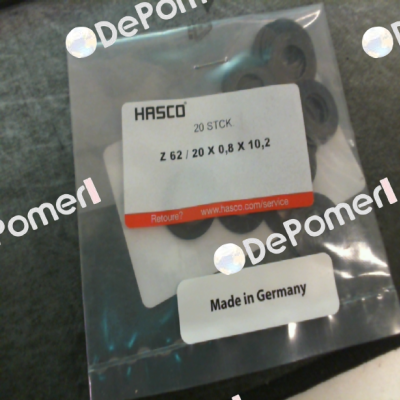 DePomer
HASCO
20 STCK.
Z 62 / 20 X 0,8 X 10,2
Retoure? www.hasco.com/service
DePomer
DePomer
Made in Germany